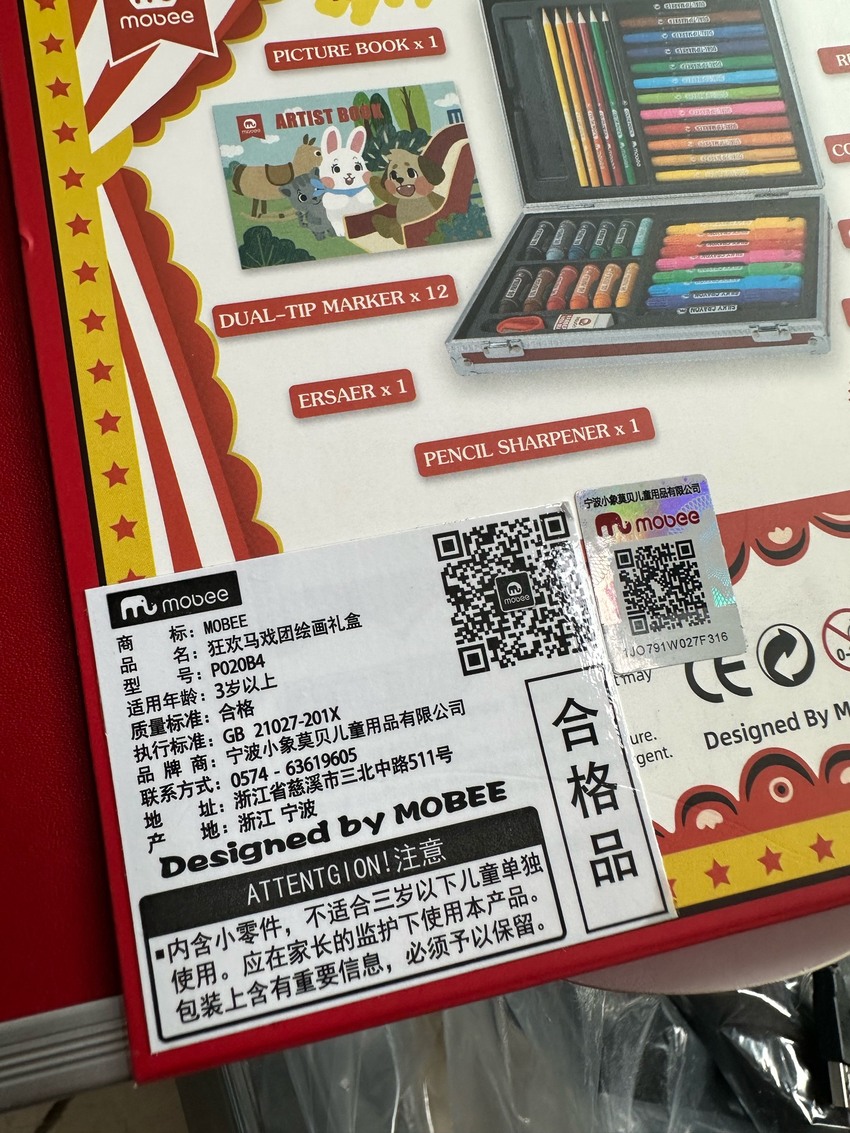 mobee
PICTURE BOOK x 1
mobee
ARTIST BOOK
DUAL-TIP MARKER x 12
ERSAER x 1
PENCIL SHARPENER x 1
SILKY CRAYON
宁波小象莫贝儿童用品有限公司
mobee
1JO791W027F316
mobee
mobee
商 标: MOBEE
品 名: 狂欢马戏团绘画礼盒
型 号: P020B4
适用年龄: 3岁以上
质量标准: 合格
执行标准: GB 21027-201X
品 牌 商: 宁波小象莫贝儿童用品有限公司
联系方式: 0574 - 63619605
地 址: 浙江省慈溪市三北中路511号
产 地: 浙江 宁波
Designed by MOBEE
ATTENTGION!注意
▪内含小零件，不适合三岁以下儿童单独
使用。应在家长的监护下使用本产品。
包装上含有重要信息，必须予以保留。
合格品
may
ure.
gent.
CE
Designed By M